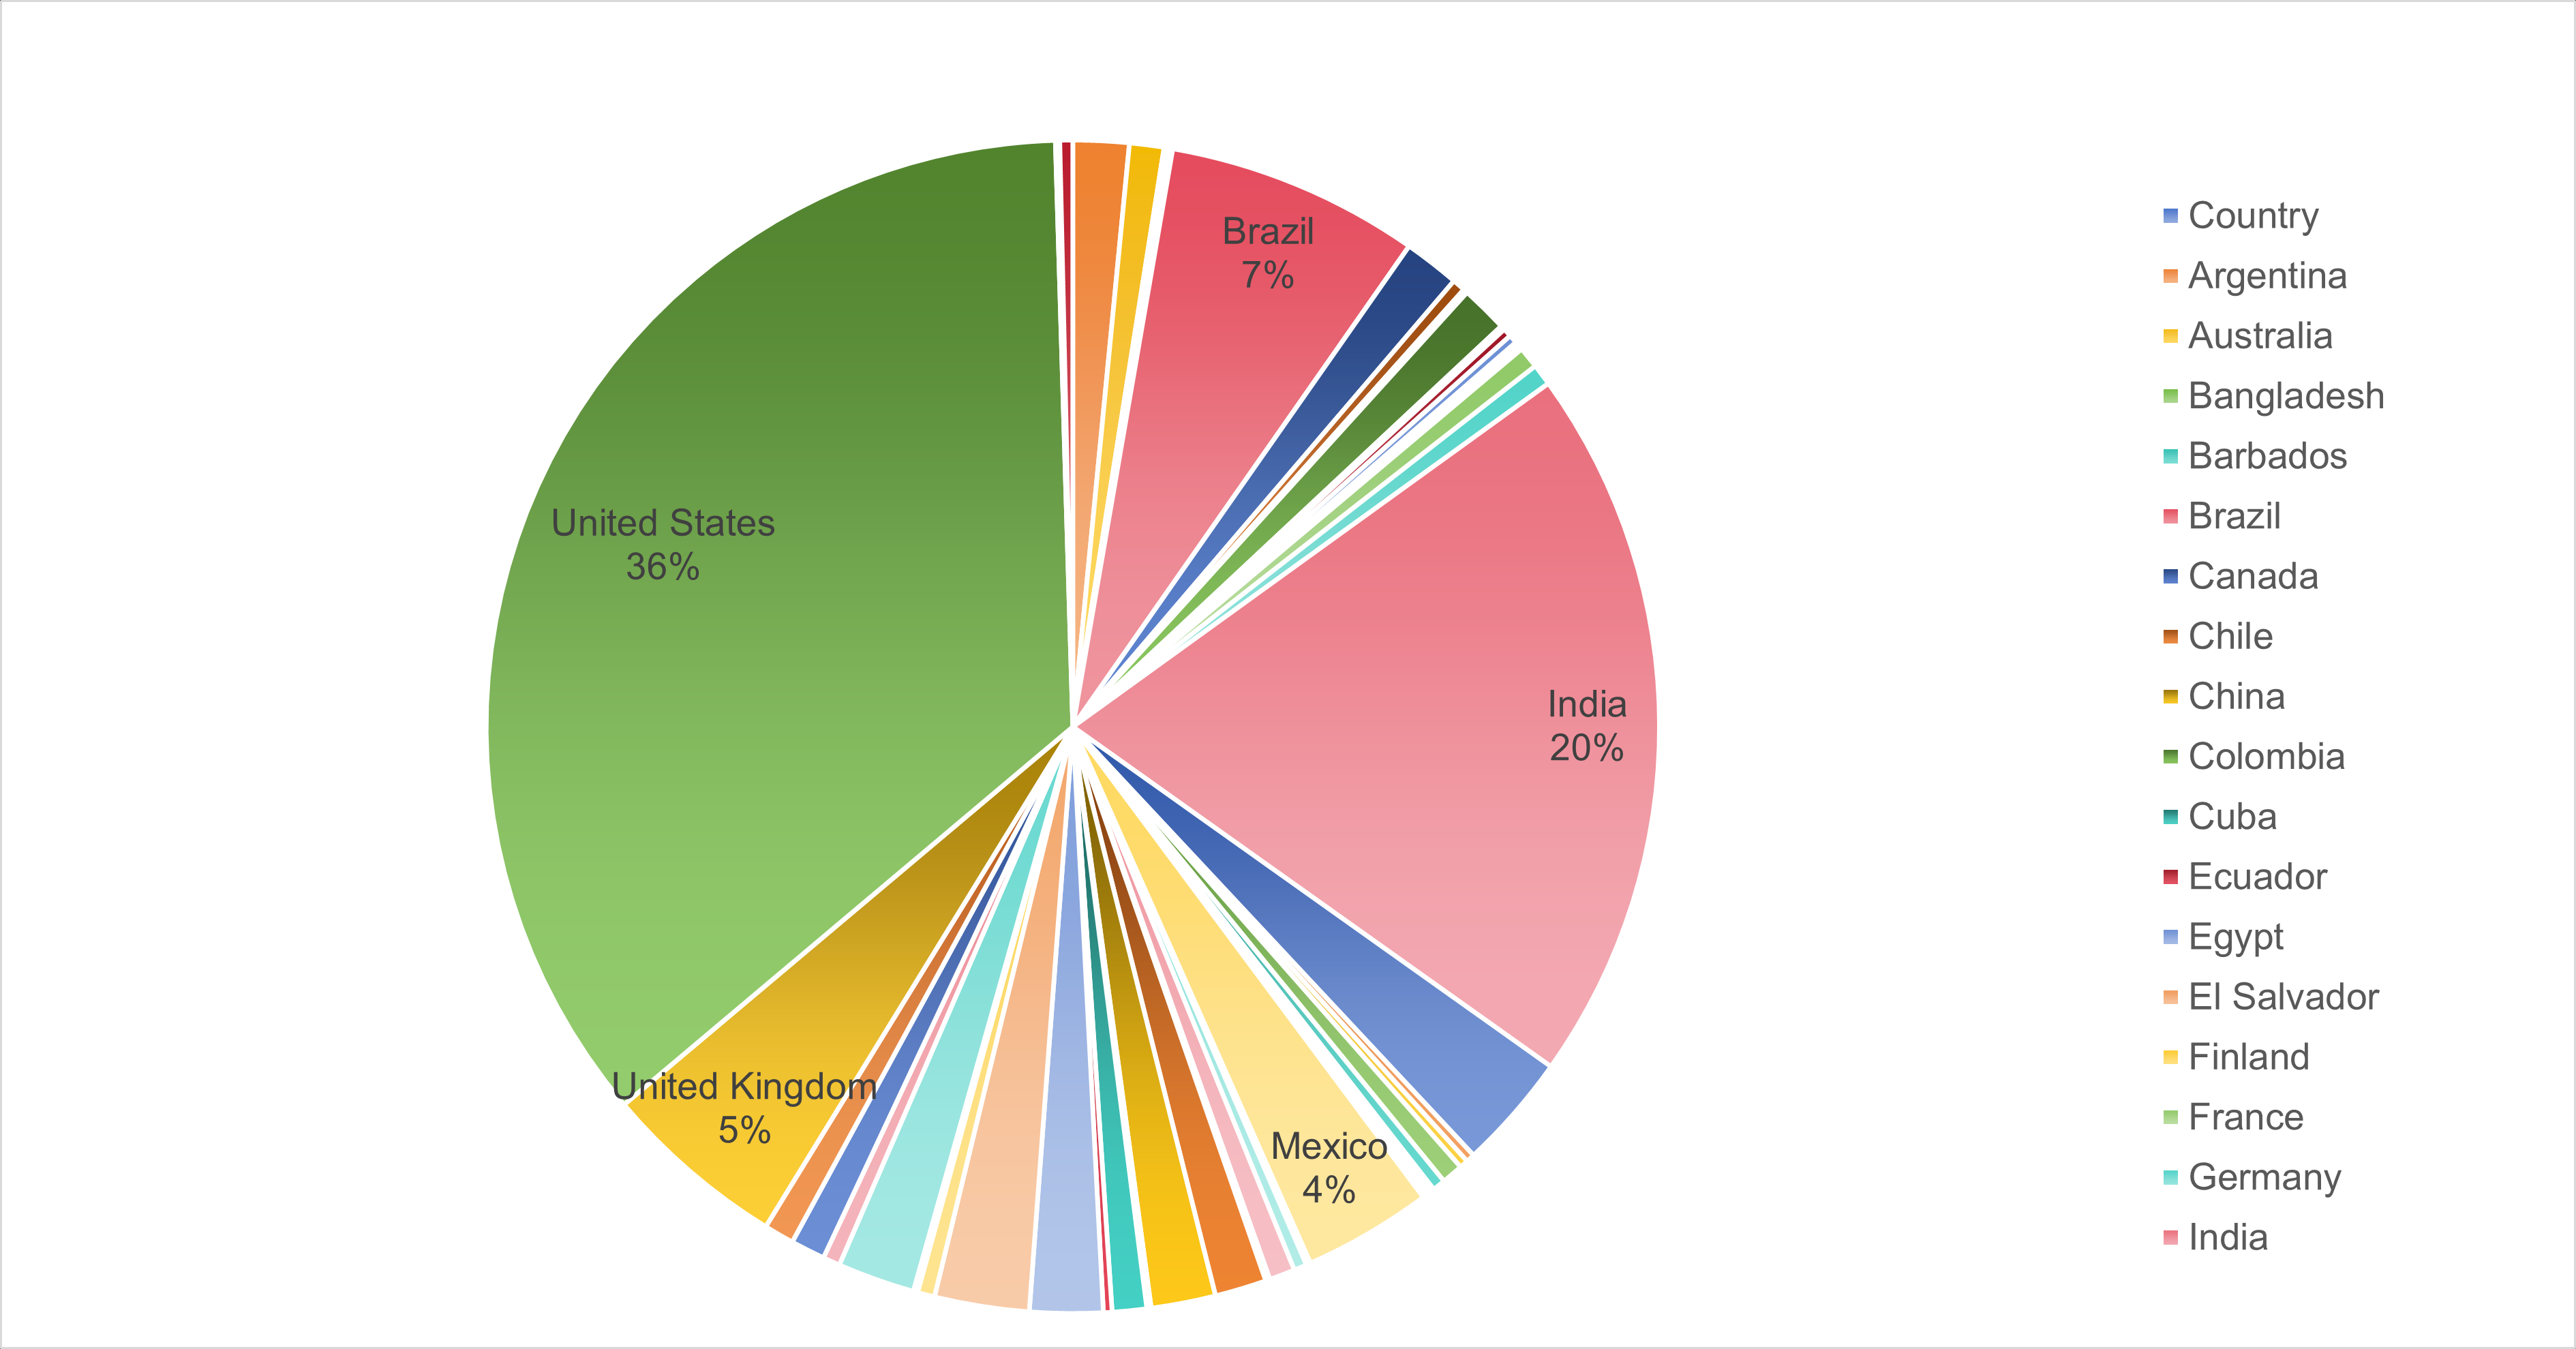 Brazil
7%
United States
36%
India
20%
United Kingdom
5%
Mexico
4%
Country
Argentina
Australia
Bangladesh
Barbados
Brazil
Canada
Chile
China
Colombia
Cuba
Ecuador
Egypt
El Salvador
Finland
France
Germany
India